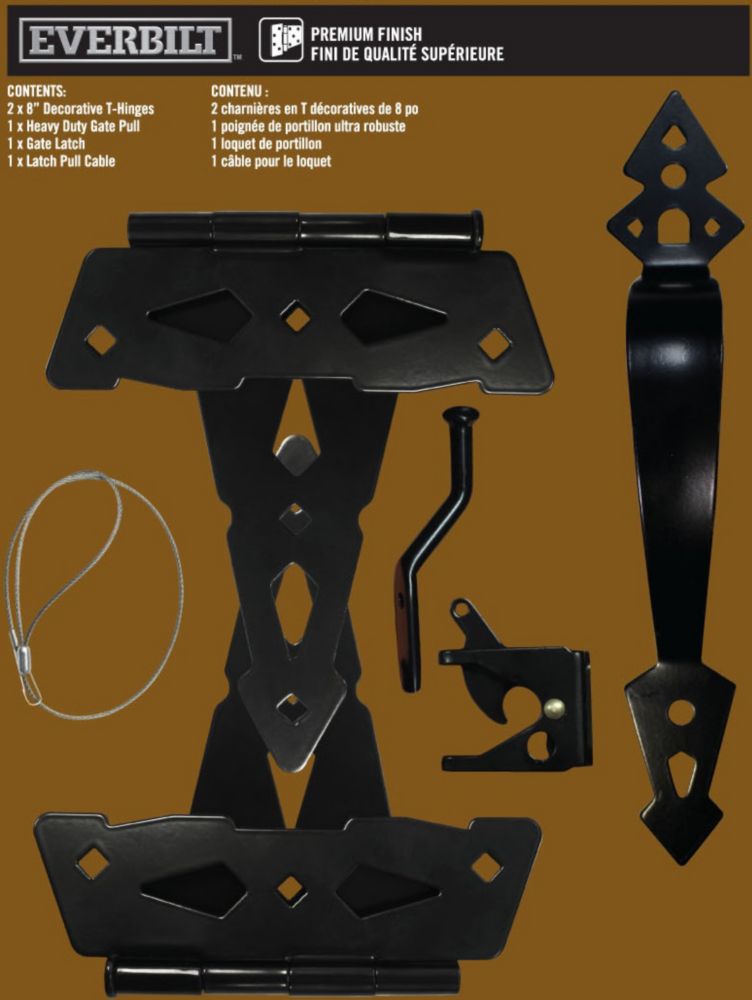 EVERBILT™
PREMIUM FINISH
FINI DE QUALITÉ SUPÉRIEURE
CONTENTS:
2 x 8” Decorative T-Hinges
1 x Heavy Duty Gate Pull
1 x Gate Latch
1 x Latch Pull Cable
CONTENU :
2 charnières en T décoratives de 8 po
1 poignée de portillon ultra robuste
1 loquet de portillon
1 câble pour le loquet